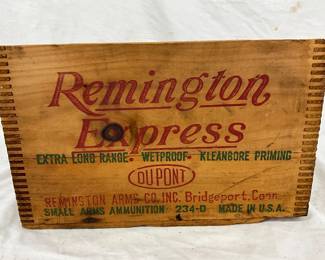 Remington
Express
EXTRA LONG RANGE. WETPROOF. KLEANBORE PRIMING
DU PONT
REMINGTON ARMS CO. INC. Bridgeport, Conn.
SMALL ARMS AMMUNITION 234-D MADE IN U.S.A.